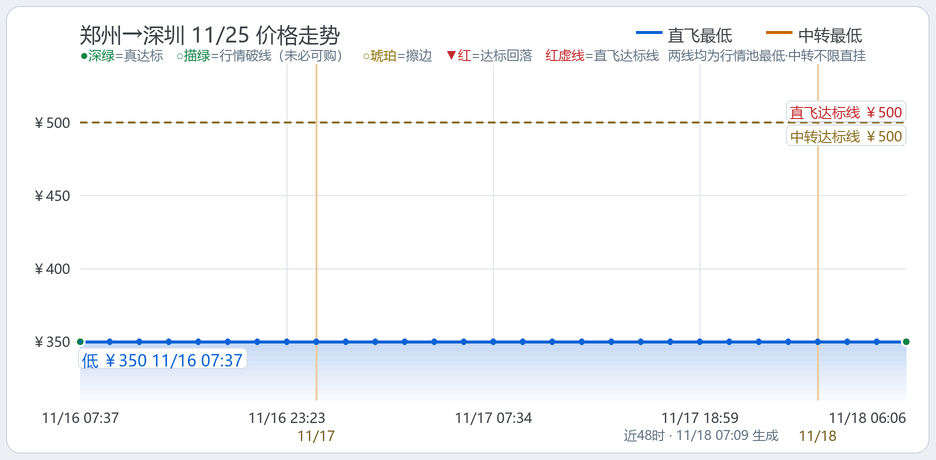 郑州→深圳 11/25 价格走势
直飞最低 中转最低
●深绿=真达标 ○描绿=行情破线（未必可购） ○琥珀=擦边 ▼红=达标回落 红虚线=直飞达标线 两线均为行情池最低·中转不限直挂
直飞达标线 ￥500
￥500
中转达标线 ￥500
￥450
￥400
￥350
低 ￥350 11/16 07:37
11/16 07:37 11/16 23:23 11/17 07:34 11/17 18:59 11/18 06:06
11/17 近48时 · 11/18 07:09 生成 11/18